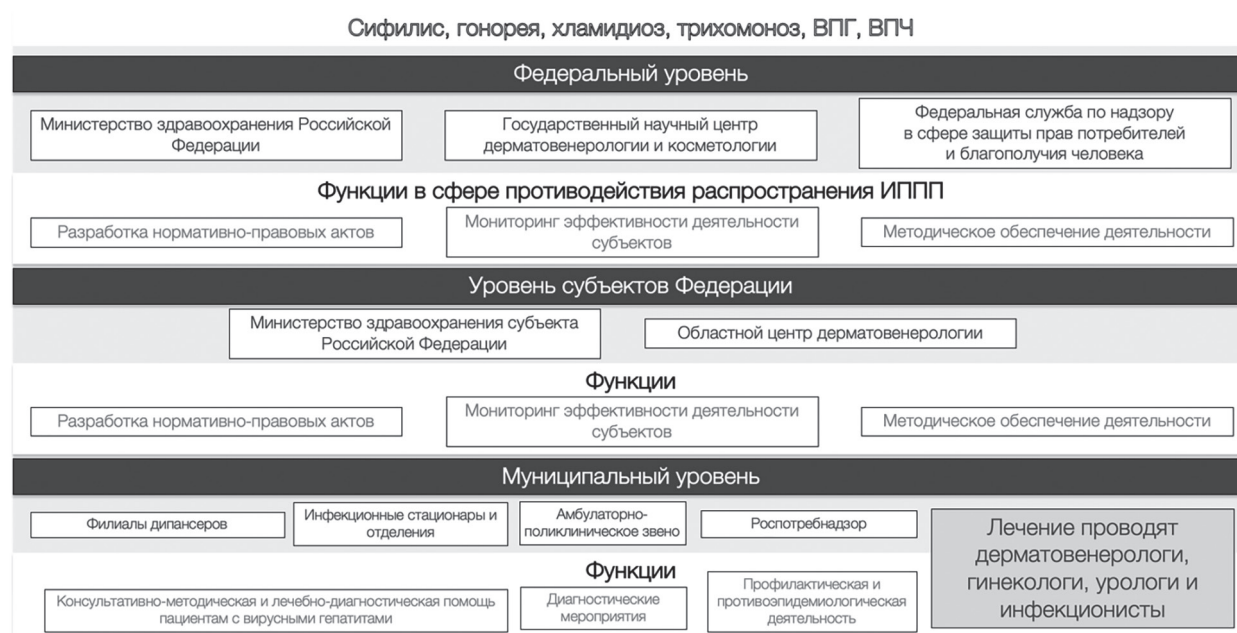 Сифилис, гонорея, хламидиоз, трихомоноз, ВПГ, ВПЧ
Федеральный уровень
Министерство здравоохранения Российской
Федерации
Государственный научный центр
дерматовенерологии и косметологии
Федеральная служба по надзору
в сфере защиты прав потребителей
и благополучия человека
Функции в сфере противодействия распространения ИППП
Разработка нормативно-правовых актов
Мониторинг эффективности деятельности
субъектов
Методическое обеспечение деятельности
Уровень субъектов Федерации
Министерство здравоохранения субъекта
Российской Федерации
Областной центр дерматовенерологии
Функции
Разработка нормативно-правовых актов
Мониторинг эффективности деятельности
субъектов
Методическое обеспечение деятельности
Муниципальный уровень
Филиалы дипансеров
Инфекционные стационары и
отделения
Амбулаторно-
поликлиническое звено
Роспотребнадзор
Лечение проводят
дерматовенерологи,
гинекологи, урологи и
инфекционисты
Функции
Консультативно-методическая и лечебно-диагностическая помощь
пациентам с вирусными гепатитами
Диагностические
мероприятия
Профилактическая и
противоэпидемиологическая
деятельность